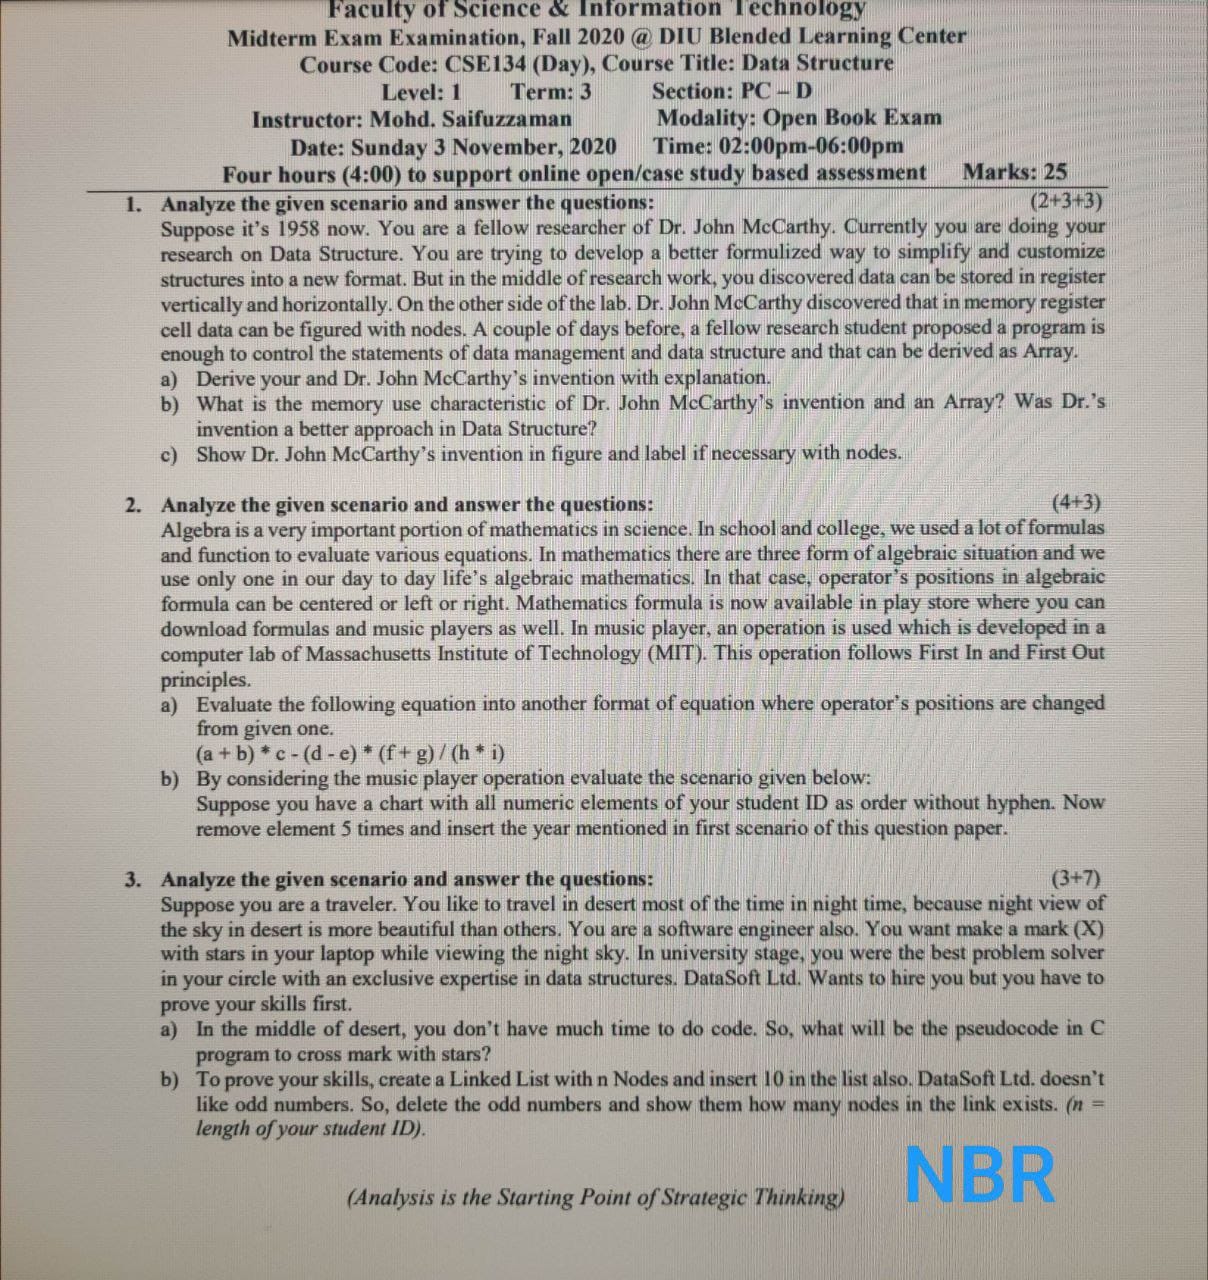 Faculty of Science & Information Technology
Midterm Exam Examination, Fall 2020 @ DIU Blended Learning Center
Course Code: CSE134 (Day), Course Title: Data Structure
Level: 1 Term: 3 Section: PC – D
Instructor: Mohd. Saifuzzaman Modality: Open Book Exam
Date: Sunday 3 November, 2020 Time: 02:00pm-06:00pm
Four hours (4:00) to support online open/case study based assessment Marks: 25
1. Analyze the given scenario and answer the questions: (2+3+3)
Suppose it's 1958 now. You are a fellow researcher of Dr. John McCarthy. Currently you are doing your
research on Data Structure. You are trying to develop a better formulized way to simplify and customize
structures into a new format. But in the middle of research work, you discovered data can be stored in register
vertically and horizontally. On the other side of the lab. Dr. John McCarthy discovered that in memory register
cell data can be figured with nodes. A couple of days before, a fellow research student proposed a program is
enough to control the statements of data management and data structure and that can be derived as Array.
a) Derive your and Dr. John McCarthy's invention with explanation.
b) What is the memory use characteristic of Dr. John McCarthy's invention and an Array? Was Dr.'s
invention a better approach in Data Structure?
c) Show Dr. John McCarthy's invention in figure and label if necessary with nodes.
2. Analyze the given scenario and answer the questions: (4+3)
Algebra is a very important portion of mathematics in science. In school and college, we used a lot of formulas
and function to evaluate various equations. In mathematics there are three form of algebraic situation and we
use only one in our day to day life's algebraic mathematics. In that case, operator's positions in algebraic
formula can be centered or left or right. Mathematics formula is now available in play store where you can
download formulas and music players as well. In music player, an operation is used which is developed in a
computer lab of Massachusetts Institute of Technology (MIT). This operation follows First In and First Out
principles.
a) Evaluate the following equation into another format of equation where operator's positions are changed
from given one.
(a + b) * c - (d - e) * (f + g) / (h * i)
b) By considering the music player operation evaluate the scenario given below:
Suppose you have a chart with all numeric elements of your student ID as order without hyphen. Now
remove element 5 times and insert the year mentioned in first scenario of this question paper.
3. Analyze the given scenario and answer the questions: (3+7)
Suppose you are a traveler. You like to travel in desert most of the time in night time, because night view of
the sky in desert is more beautiful than others. You are a software engineer also. You want make a mark (X)
with stars in your laptop while viewing the night sky. In university stage, you were the best problem solver
in your circle with an exclusive expertise in data structures. DataSoft Ltd. Wants to hire you but you have to
prove your skills first.
a) In the middle of desert, you don't have much time to do code. So, what will be the pseudocode in C
program to cross mark with stars?
b) To prove your skills, create a Linked List with n Nodes and insert 10 in the list also. DataSoft Ltd. doesn't
like odd numbers. So, delete the odd numbers and show them how many nodes in the link exists. (n =
length of your student ID).
NBR
(Analysis is the Starting Point of Strategic Thinking)